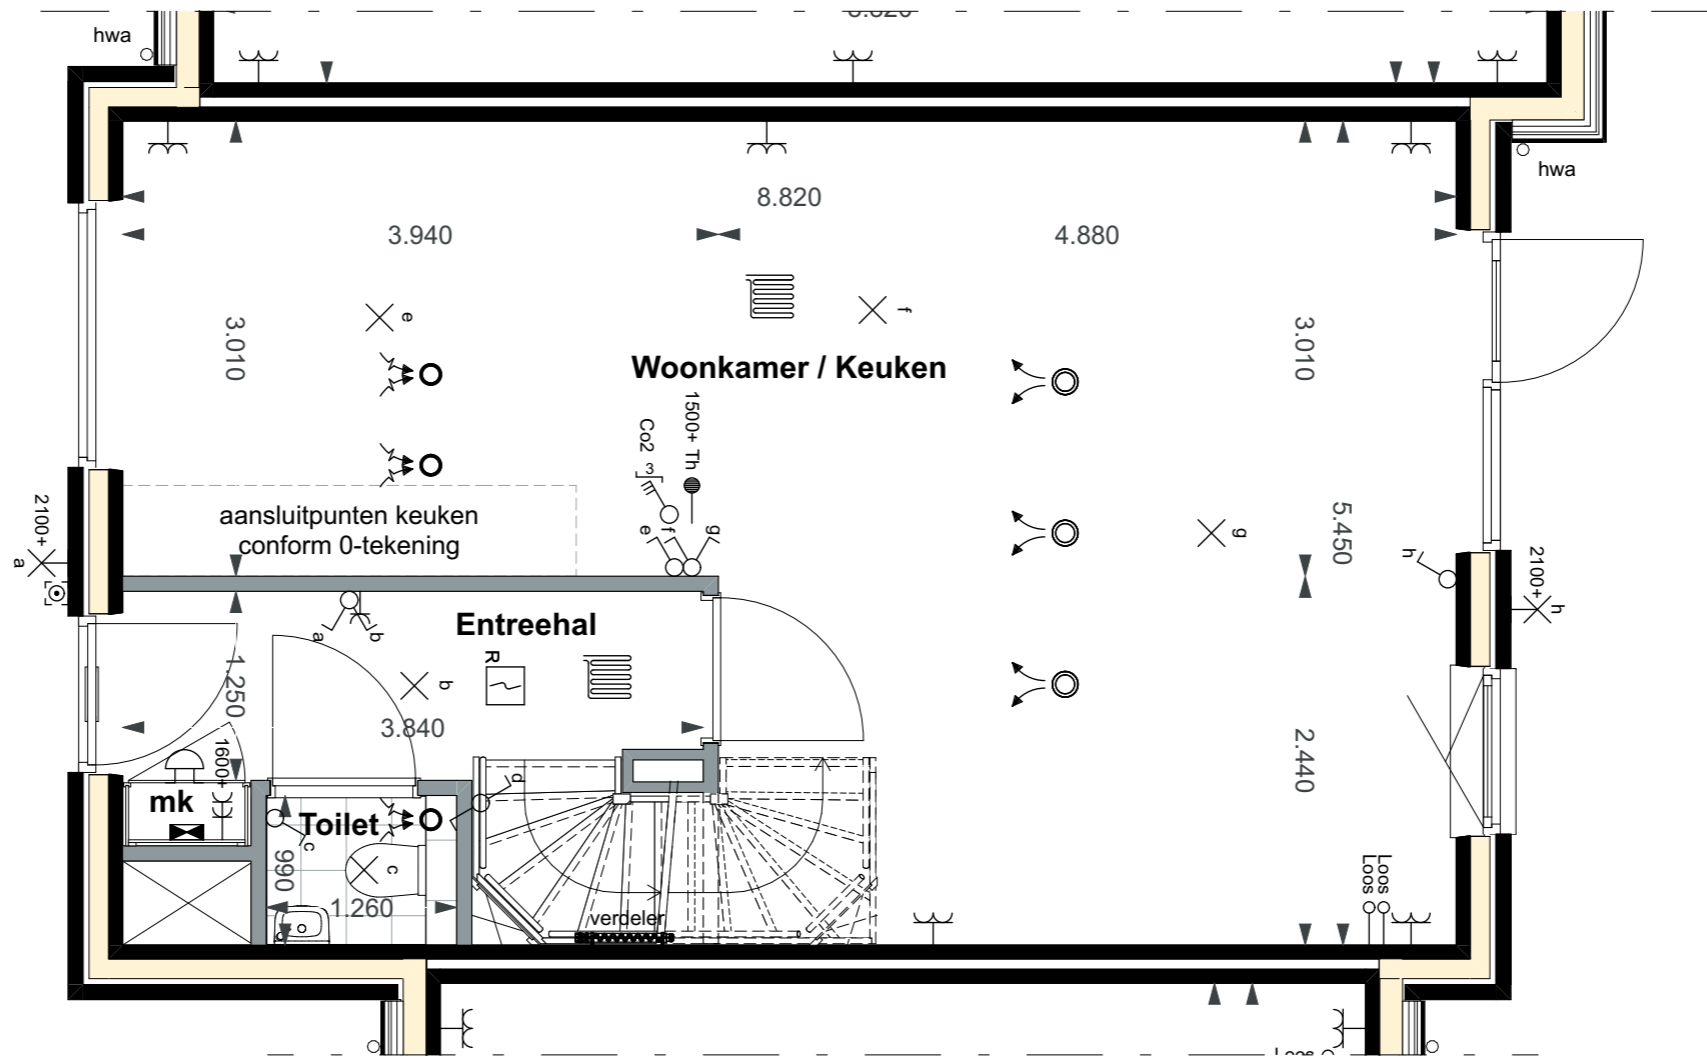 hwa
hwa
8.820
3.940
4.880
e
f
3.010
3.010
Woonkamer / Keuken
1500+ Th
Co2
3
aansluitpunten keuken
conform 0-tekening
e
f
g
g
5.450
h
2100+
a
2100+
h
a
b
Entreehal
R
b
1.250
3.840
1600+
mk
d
2.440
Toilet
c
c
990
1.260
verdeler
Loos
Loos